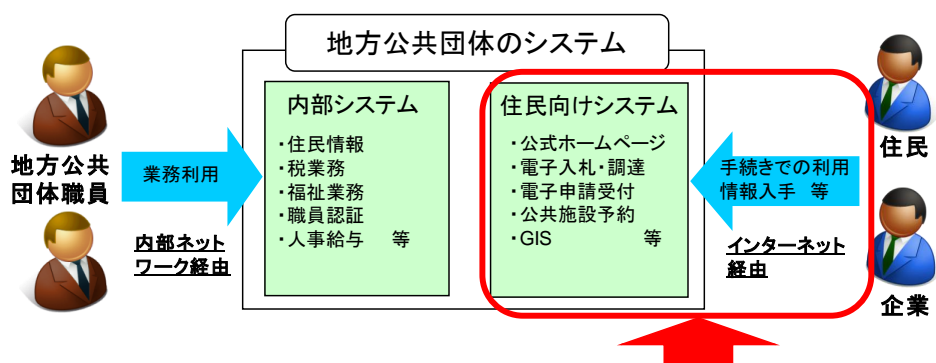 地方公共団体のシステム
地方公共
団体職員
業務利用
内部ネット
ワーク経由
内部システム
・住民情報
・税業務
・福祉業務
・職員認証
・人事給与　等
住民向けシステム
・公式ホームページ
・電子入札・調達
・電子申請受付
・公共施設予約
・GIS　等
手続きでの利用
情報入手　等
インターネット
経由
住民
企業